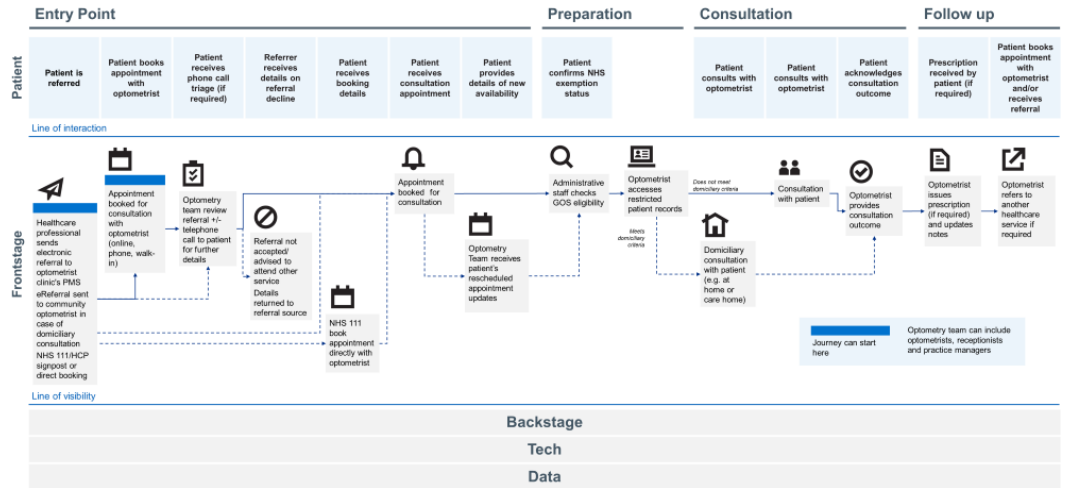 Entry Point
Preparation
Consultation
Follow up
Patient
Patient is
referred
Patient books
appointment
with
optometrist
Patient
receives
phone call
triage (if
required)
Referrer
receives
details on
referral
decline
Patient
receives
booking
details
Patient
receives
consultation
appointment
Patient
provides
details of new
availability
Patient
confirms NHS
exemption
status
Patient
consults with
optometrist
Patient
consults with
optometrist
Patient
acknowledges
consultation
outcome
Prescription
received by
patient (if
required)
Patient books
appointment
with
optometrist
and/or
receives
referral
Line of interaction
Frontstage
Healthcare
professional
sends
electronic
referral to
optometrist
clinic's PMS
eReferral sent
to community
optometrist in
case of
domiciliary
consultation
NHS 111/HCP
signpost or
direct booking
Appointment
booked for
consultation
with
optometrist
(online,
phone, walk-
in)
Optometry
team review
referral +/-
telephone
call to patient
for further
details
Referral not
accepted/
advised to
attend other
service
Details
returned to
referral source
NHS 111
book
appointment
directly with
optometrist
Appointment
booked for
consultation
Optometry
Team receives
patient's
rescheduled
appointment
updates
Administrative
staff checks
GOS eligibility
Optometrist
accesses
restricted
patient records
Does not meet
domiciliary criteria
Meets
domiciliary
criteria
Domiciliary
consultation
with patient
(e.g. at
home or
care home)
Consultation
with patient
Optometrist
provides
consultation
outcome
Optometrist
issues
prescription
(if required)
and updates
notes
Optometrist
refers to
another
healthcare
service if
required
Journey can start
here
Optometry team can include
optometrists, receptionists
and practice managers
Line of visibility
Backstage
Tech
Data